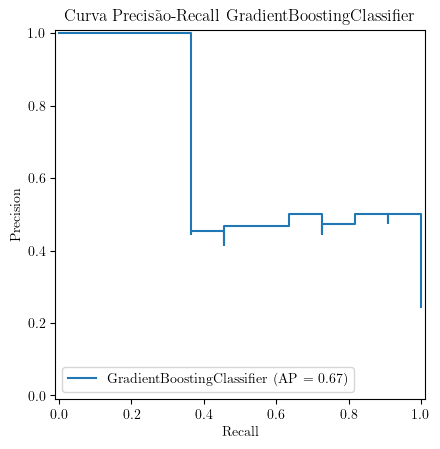 Curva Precisão-Recall GradientBoostingClassifier
1.0
0.8
0.6
0.4
0.2
0.0
Precision
GradientBoostingClassifier (AP = 0.67)
0.0 0.2 0.4 0.6 0.8 1.0
Recall